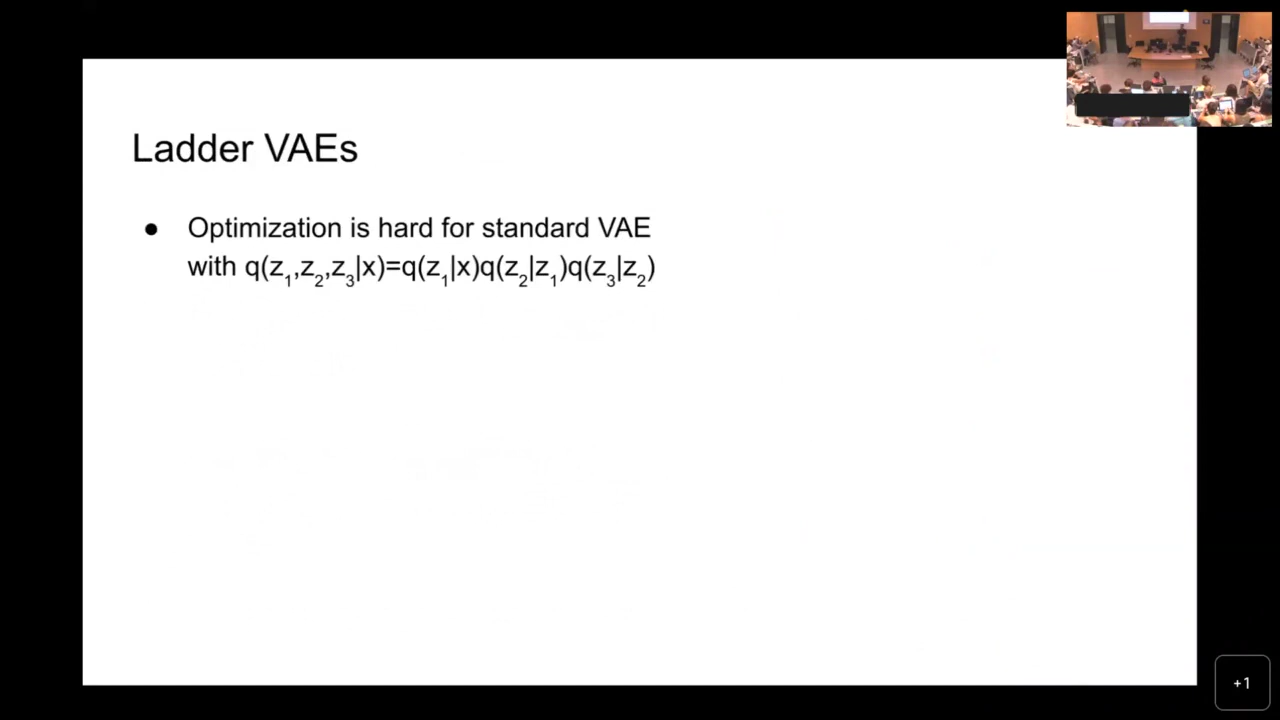 Ladder VAEs
● Optimization is hard for standard VAE
with q(z₁,z₂,z₃|x)=q(z₁|x)q(z₂|z₁)q(z₃|z₂)
+1